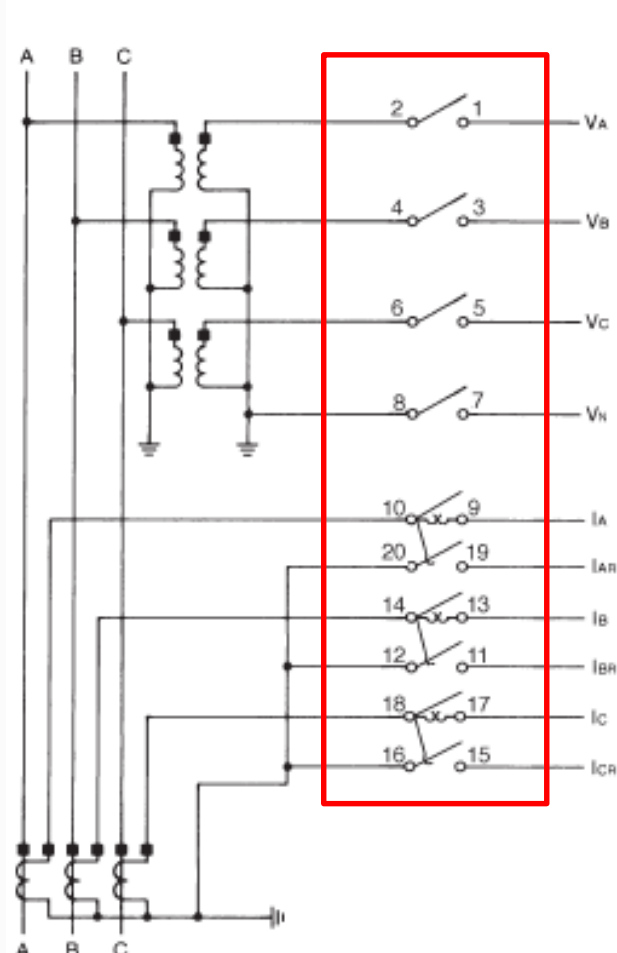 A B C
2 1 VA
4 3 VB
6 5 VC
8 7 VN
10 x 9 IA
20 19 IAR
14 x 13 IB
12 11 IBR
18 x 17 IC
16 15 ICR
A B C